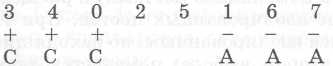 3 4 0 2 5 1 6 7
+ + + – – –
С С С А А А